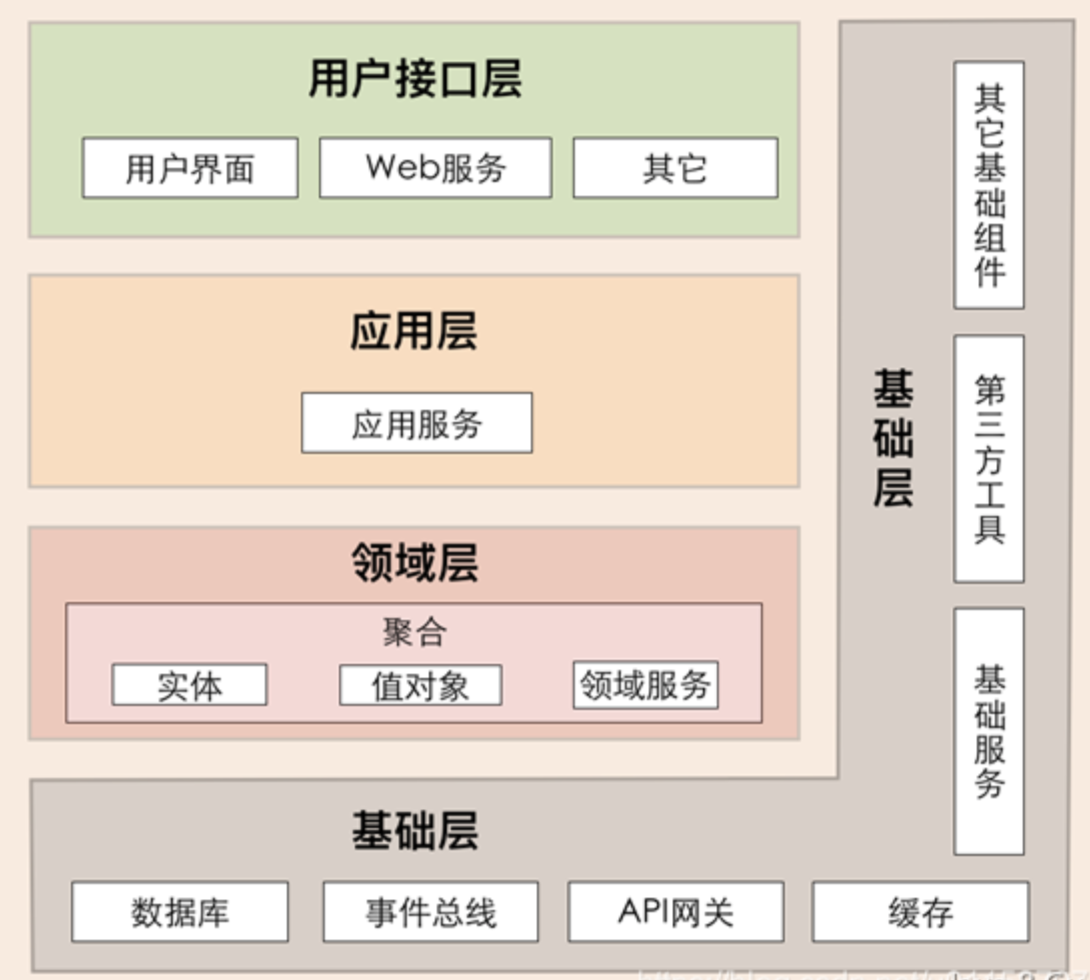 用户接口层
用户界面
Web服务
其它
应用层
应用服务
领域层
聚合
实体
值对象
领域服务
基础层
其它基础组件
第三方工具
基础服务
基础层
数据库
事件总线
API网关
缓存